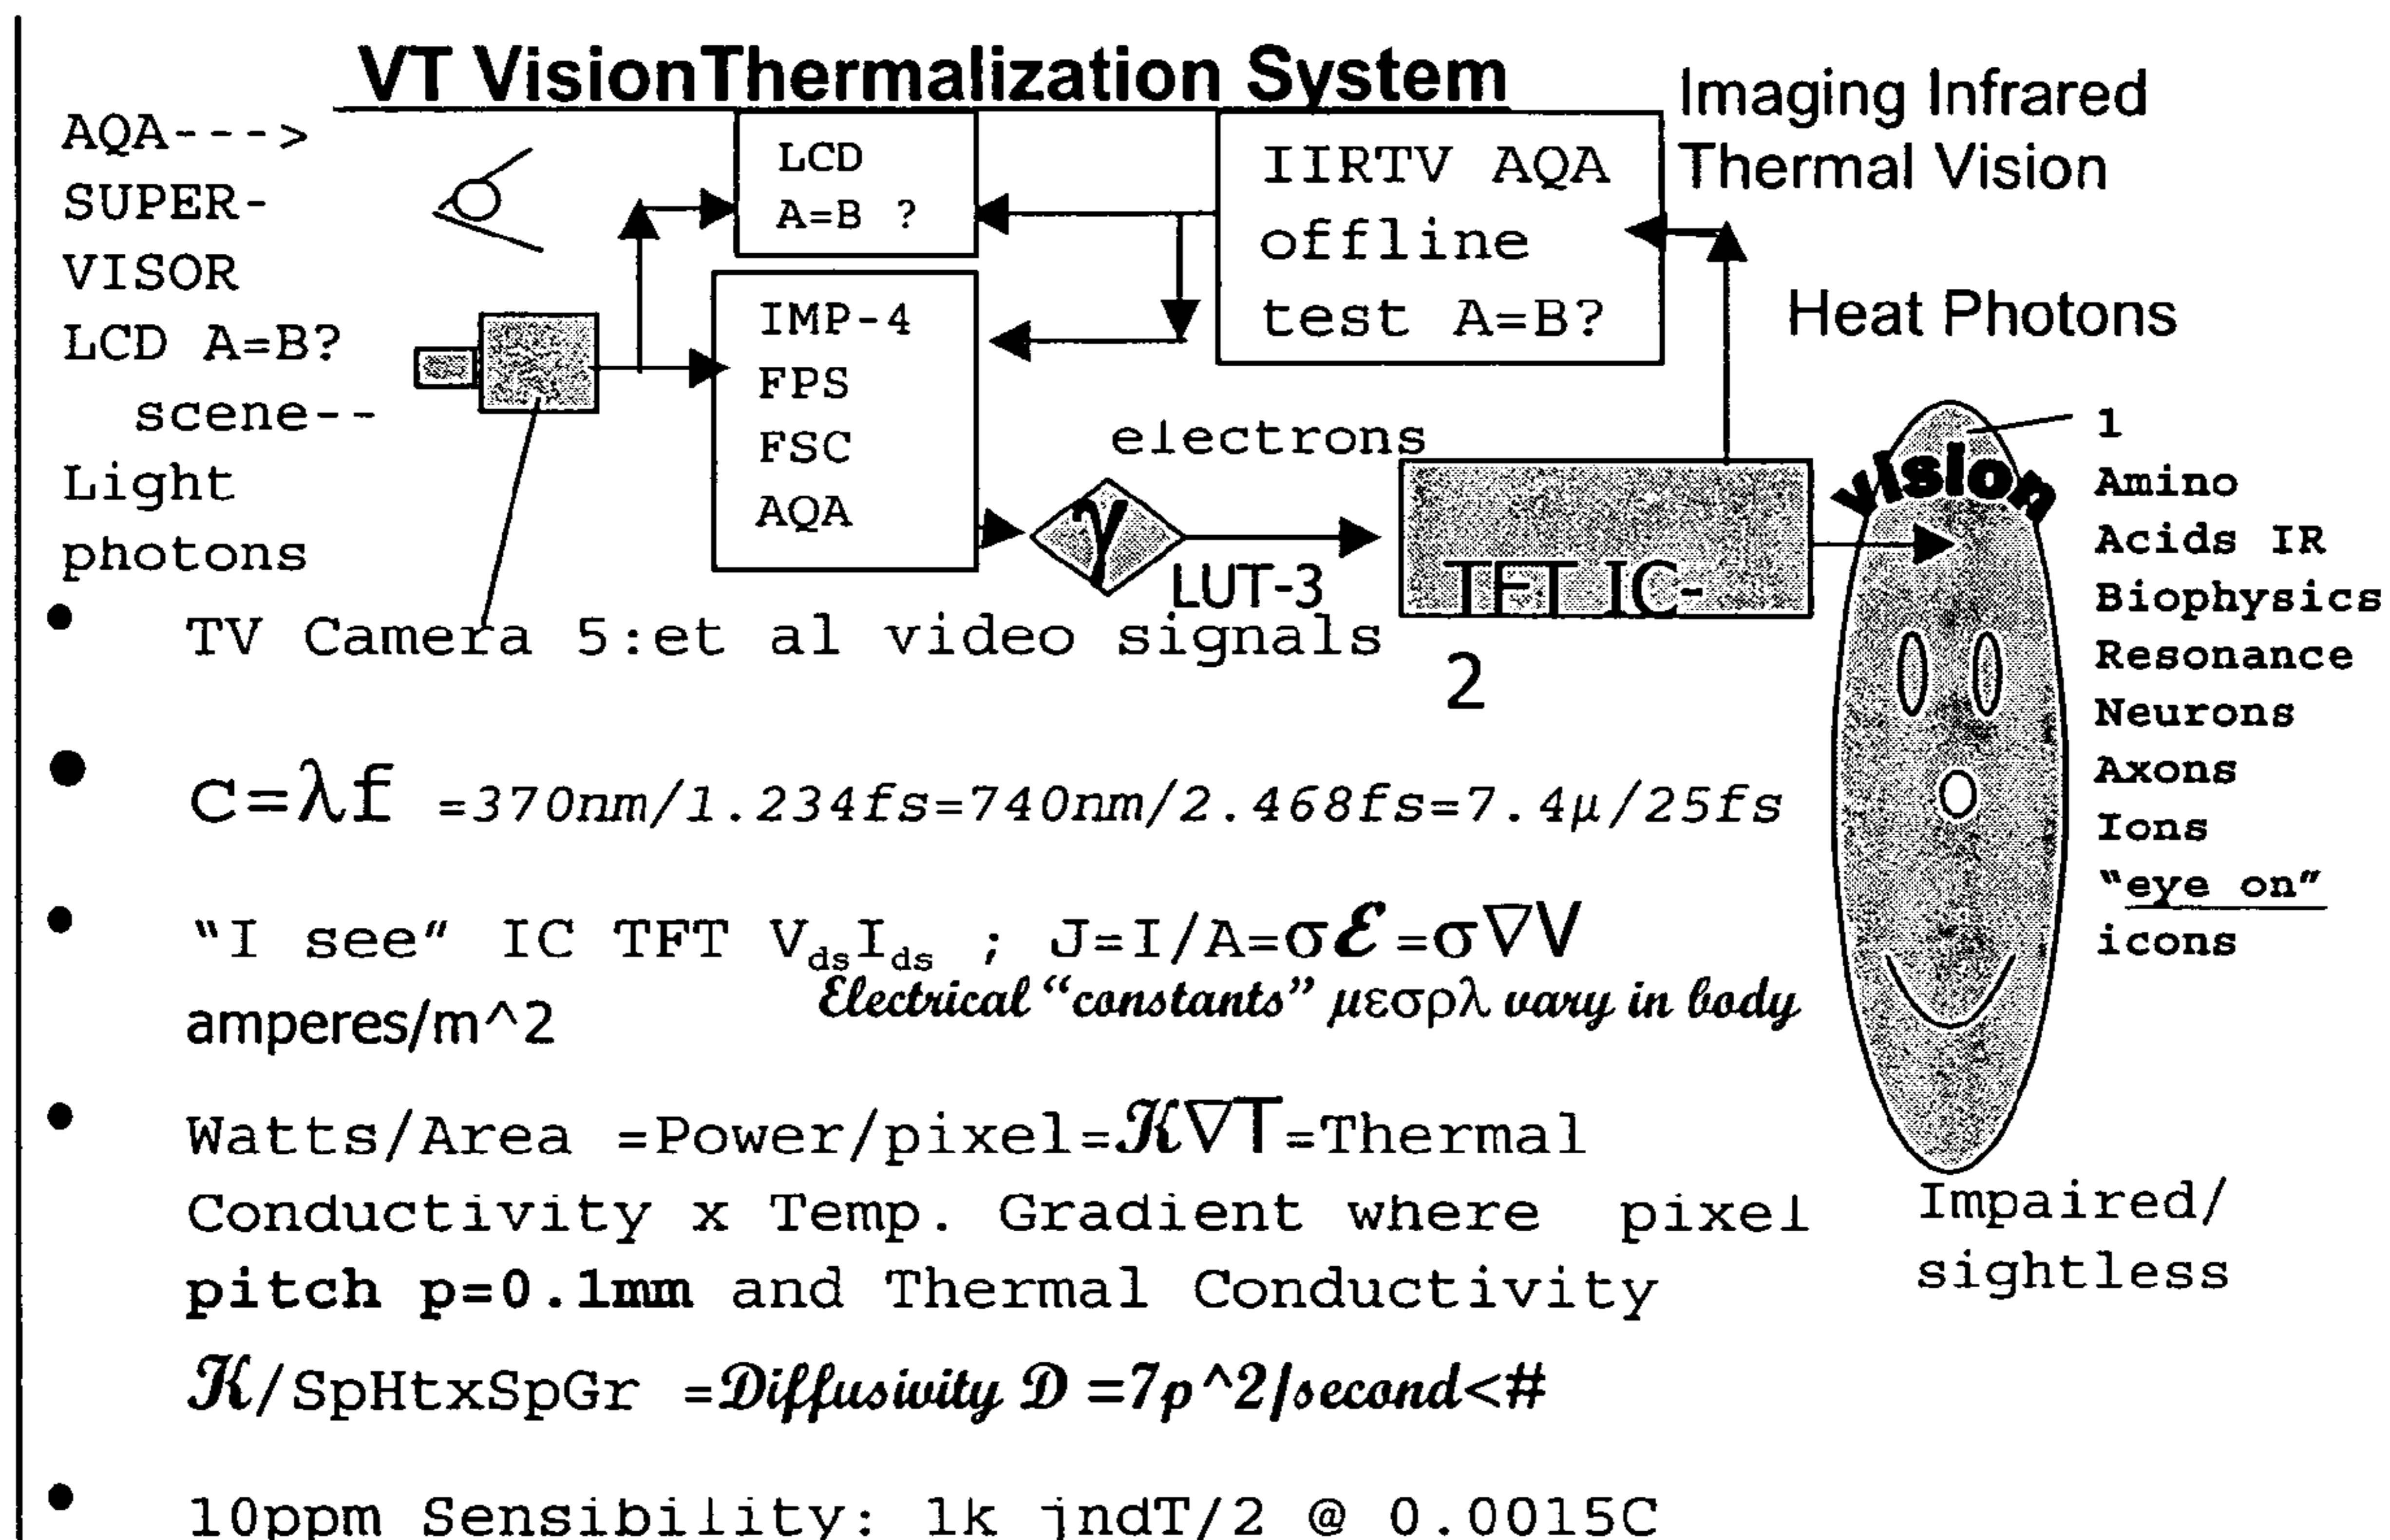 VT VisionThermalization System
Imaging Infrared
Thermal Vision
Heat Photons
AQA--->
SUPER-
VISOR
LCD A=B?
scene--
Light
photons
LCD
A=B ?
IIRTV AQA
offline
test A=B?
IMP-4
FPS
FSC
AQA
electrons
γ
LUT-3
TFT IC-
2
vision
1
Amino
Acids IR
Biophysics
Resonance
Neurons
Axons
Ions
“eye on”
icons
Impaired/
sightless
• TV Camera 5:et al video signals
• C=λf =370nm/1.234fs=740nm/2.468fs=7.4μ/25fs
• “I see” IC TFT VdsIds ; J=I/A=σℰ=σ∇V
Electrical “constants” μεσρλ vary in body
amperes/m^2
• Watts/Area =Power/pixel=𝒦∇T=Thermal
Conductivity x Temp. Gradient where pixel
pitch p=0.1mm and Thermal Conductivity
𝒦/SpHtxSpGr =Diffusivity 𝒟 =7p^2/second<#
• 10ppm Sensibility: 1k jndT/2 @ 0.0015C